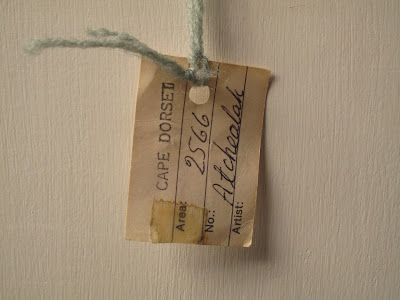 Area: CAPE DORSET
No.: 2566
Artist: Atchealak